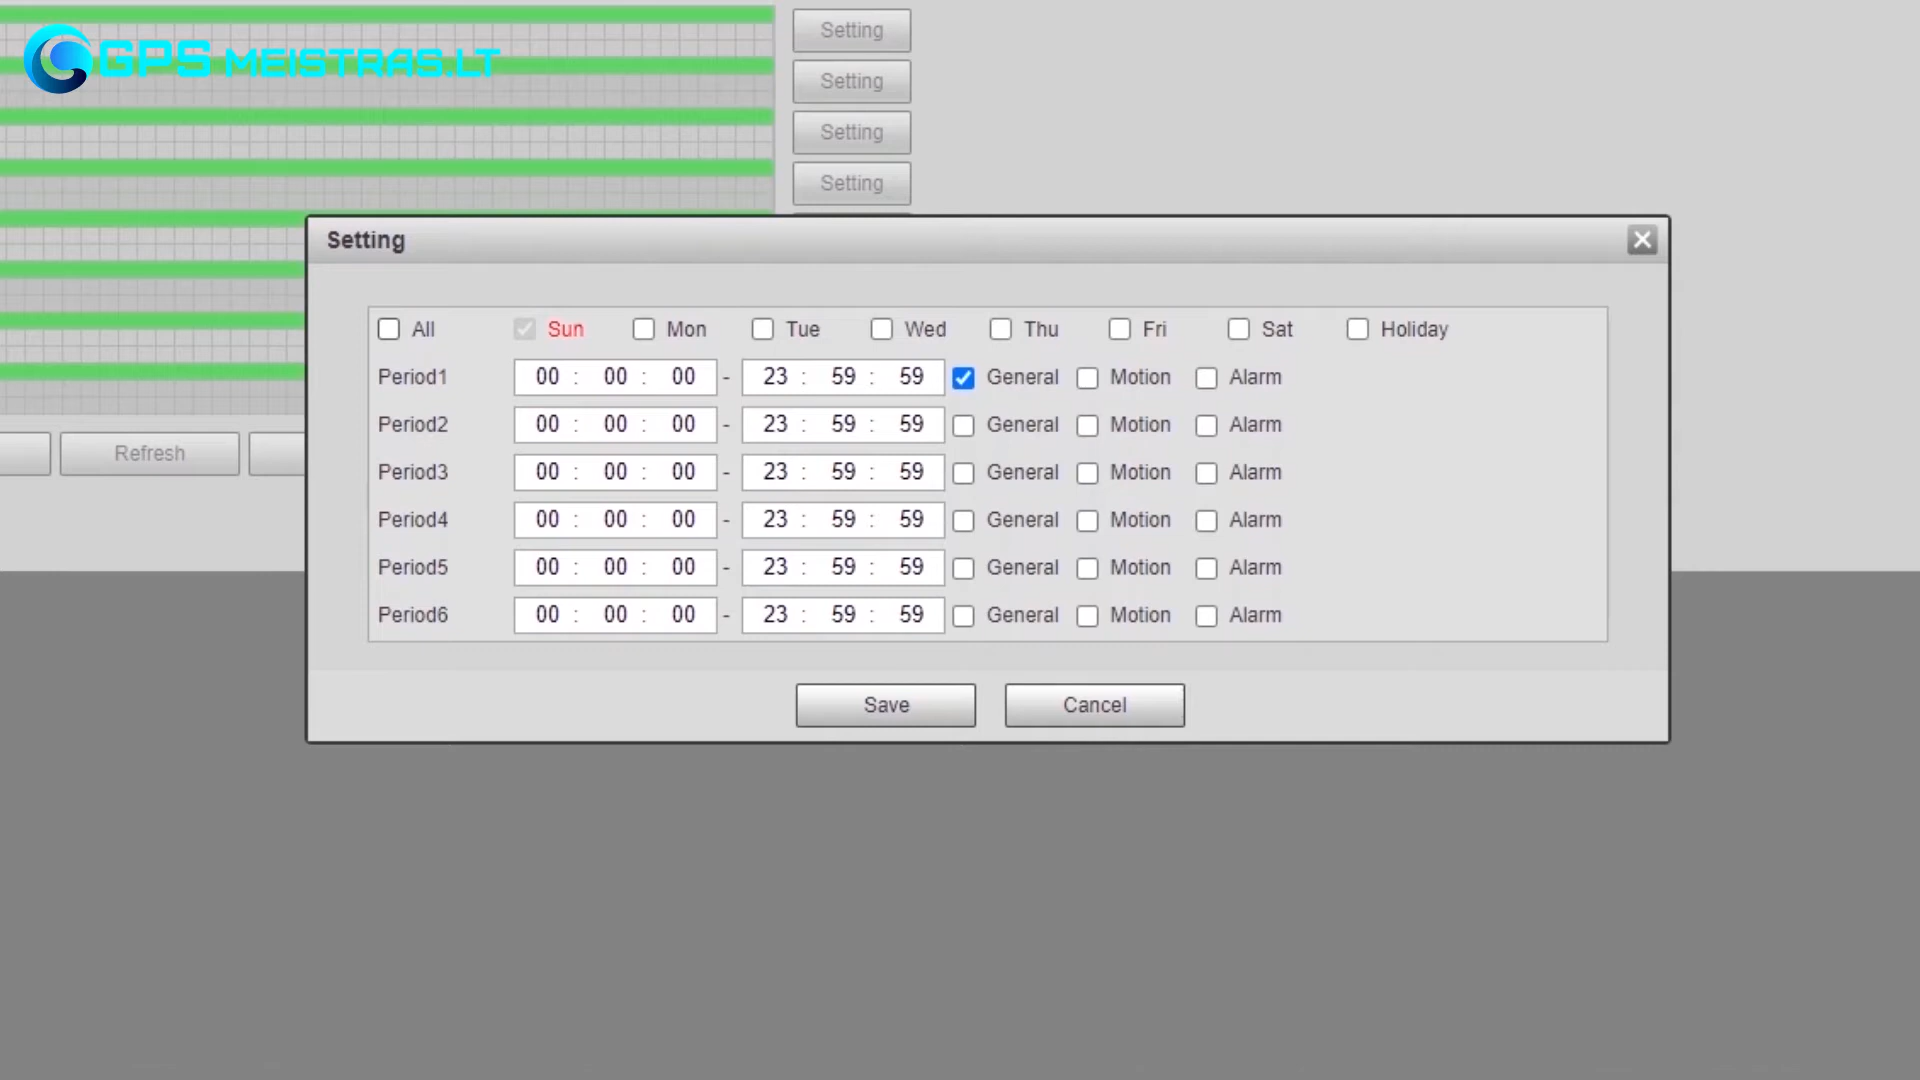 GPS MEISTRAS.LT
Setting
Setting
Setting
Setting
Refresh
Setting
All Sun Mon Tue Wed Thu Fri Sat Holiday
Period1 00 : 00 : 00 - 23 : 59 : 59 General Motion Alarm
Period2 00 : 00 : 00 - 23 : 59 : 59 General Motion Alarm
Period3 00 : 00 : 00 - 23 : 59 : 59 General Motion Alarm
Period4 00 : 00 : 00 - 23 : 59 : 59 General Motion Alarm
Period5 00 : 00 : 00 - 23 : 59 : 59 General Motion Alarm
Period6 00 : 00 : 00 - 23 : 59 : 59 General Motion Alarm
Save Cancel